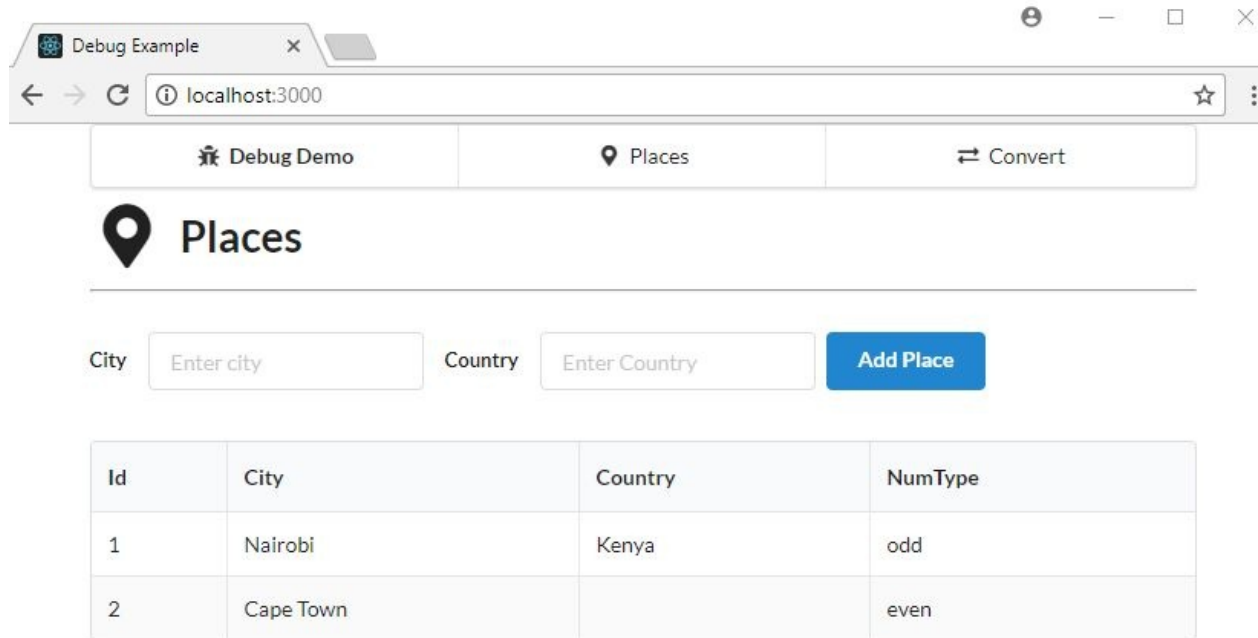 Debug Example
localhost:3000
Debug Demo Places Convert
Places
City Enter city Country Enter Country Add Place
Id City Country NumType
1 Nairobi Kenya odd
2 Cape Town even